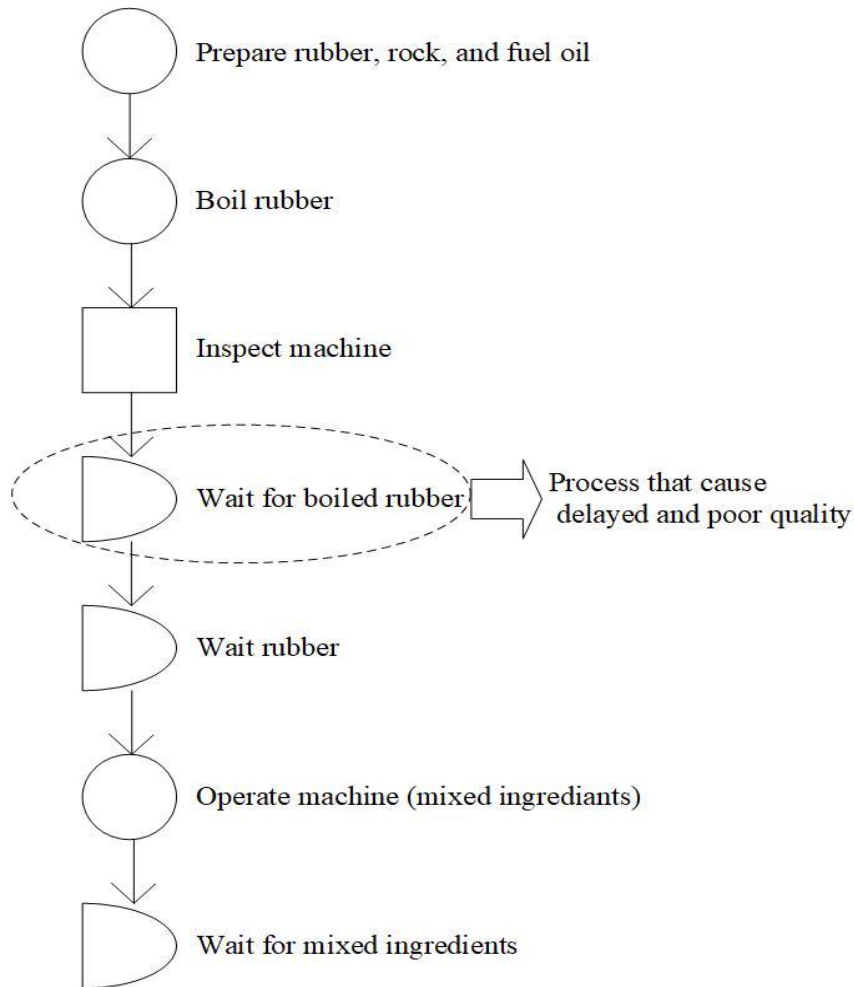 Prepare rubber, rock, and fuel oil
Boil rubber
Inspect machine
Wait for boiled rubber
Process that cause
delayed and poor quality
Wait rubber
Operate machine (mixed ingrediants)
Wait for mixed ingredients